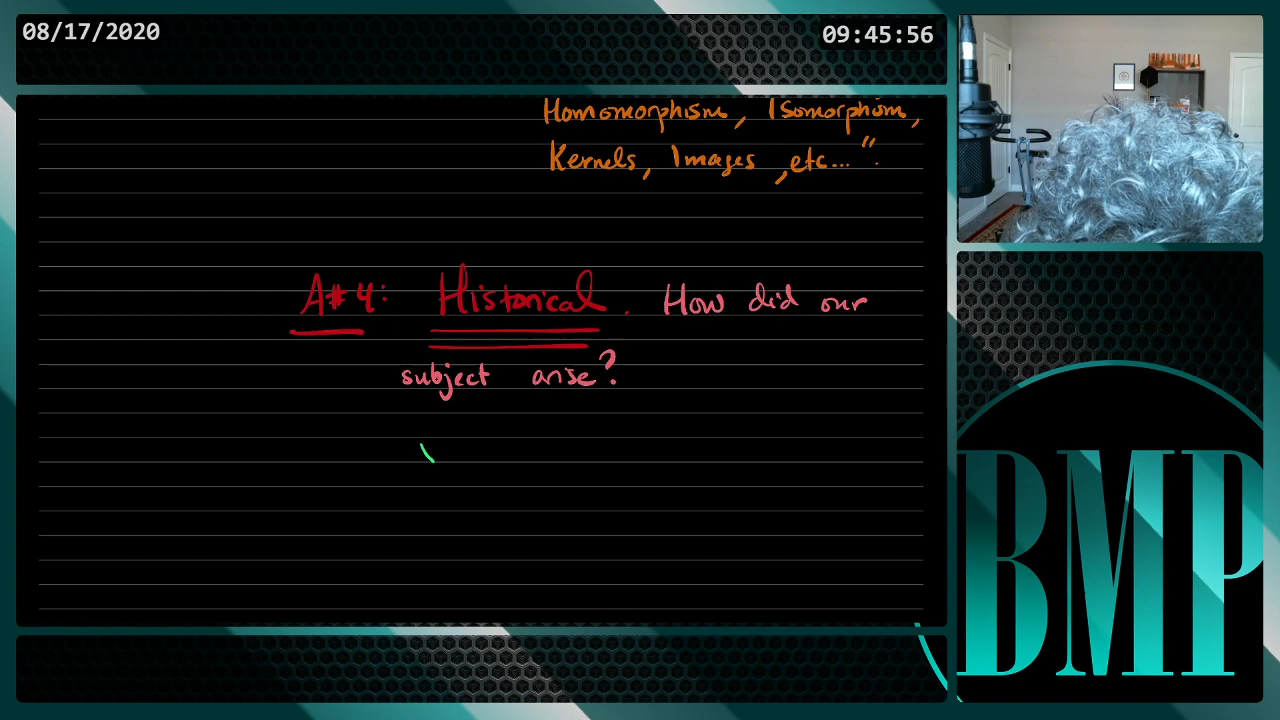 08/17/2020
09:45:56
Homomorphism, Isomorphism,
Kernels, Images, etc... ".
A#4: Historical. How did our
subject arise?
BMP